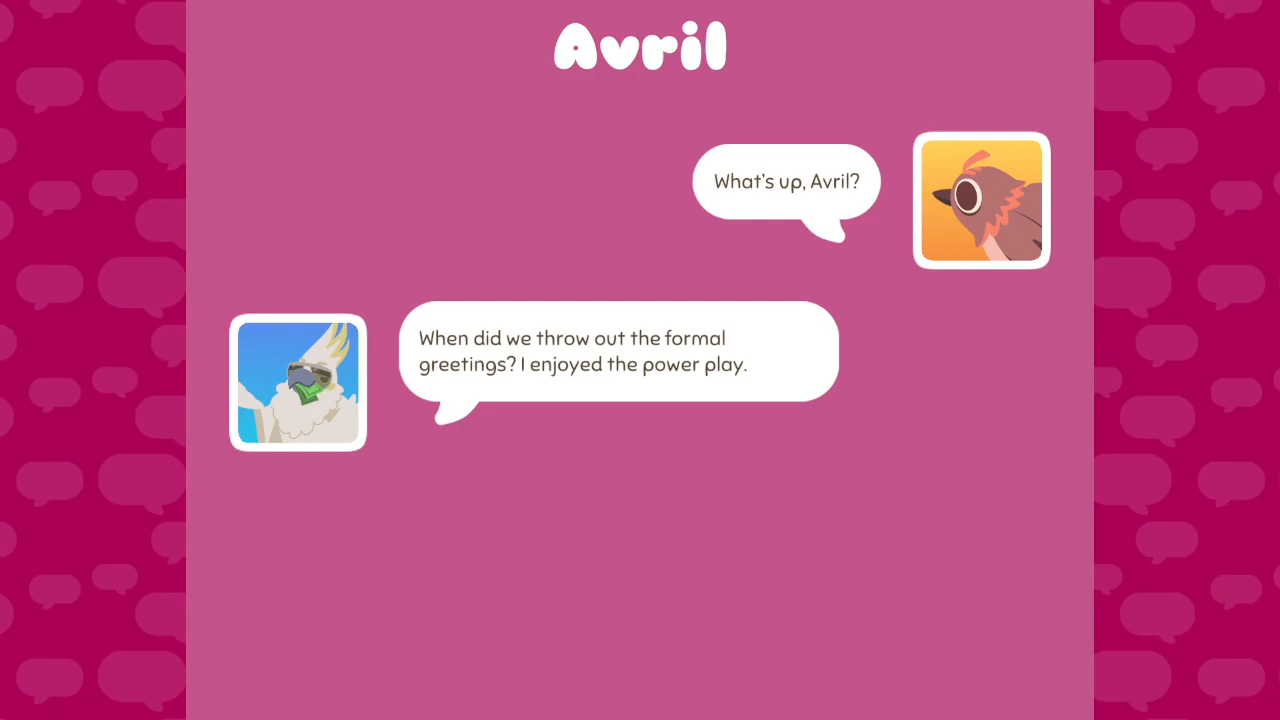 Avril
What's up, Avril?
When did we throw out the formal
greetings? I enjoyed the power play.